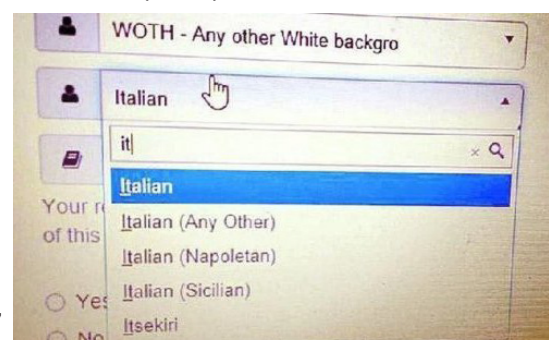 WOTH - Any other White backgro
Italian
it
Italian
Your r
Italian (Any Other)
of this
Italian (Napoletan)
Italian (Sicilian)
Yes
Itsekiri
No